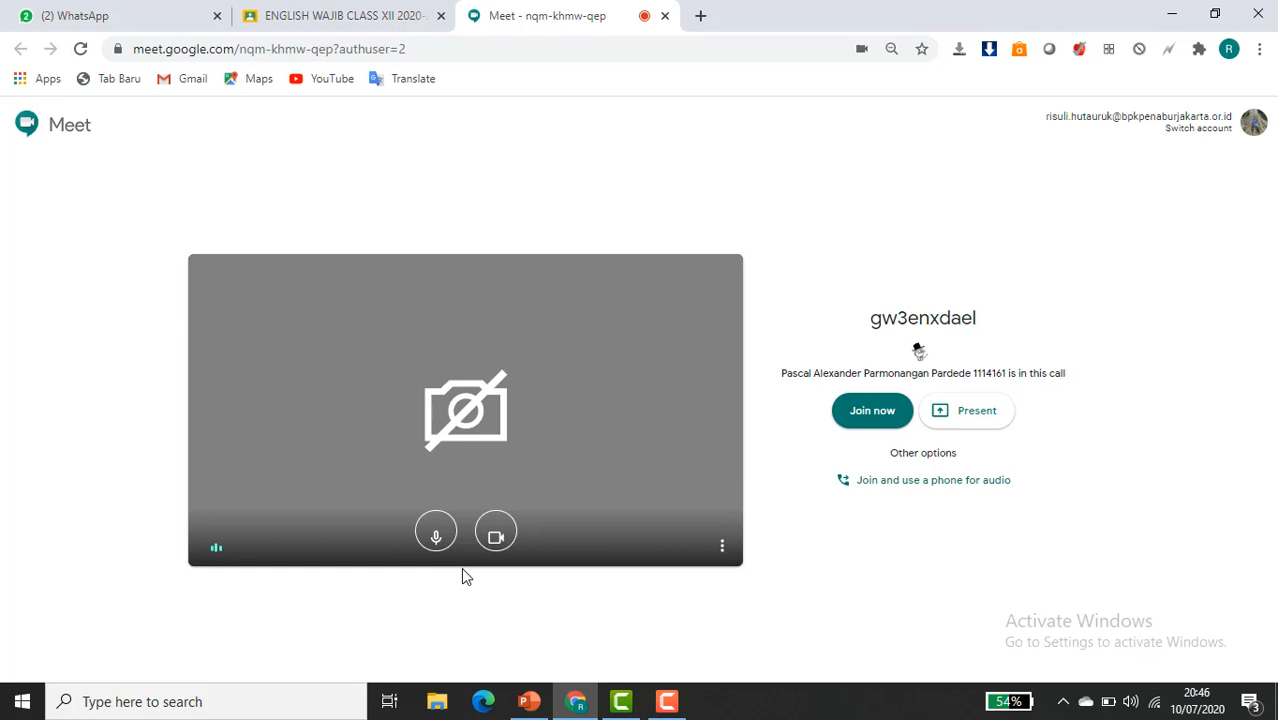 (2) WhatsApp
ENGLISH WAJIB CLASS XII 2020-
Meet - nqm-khmw-qep
meet.google.com/nqm-khmw-qep?authuser=2
R
Apps
Tab Baru
Gmail
Maps
YouTube
Translate
Meet
risuli.hutauruk@bpkpenaburjakarta.or.id
Switch account
gw3enxdael
Pascal Alexander Parmonangan Pardede 1114161 is in this call
Join now
Present
Other options
Join and use a phone for audio
Activate Windows
Go to Settings to activate Windows.
Type here to search
54%
20:46
10/07/2020
3